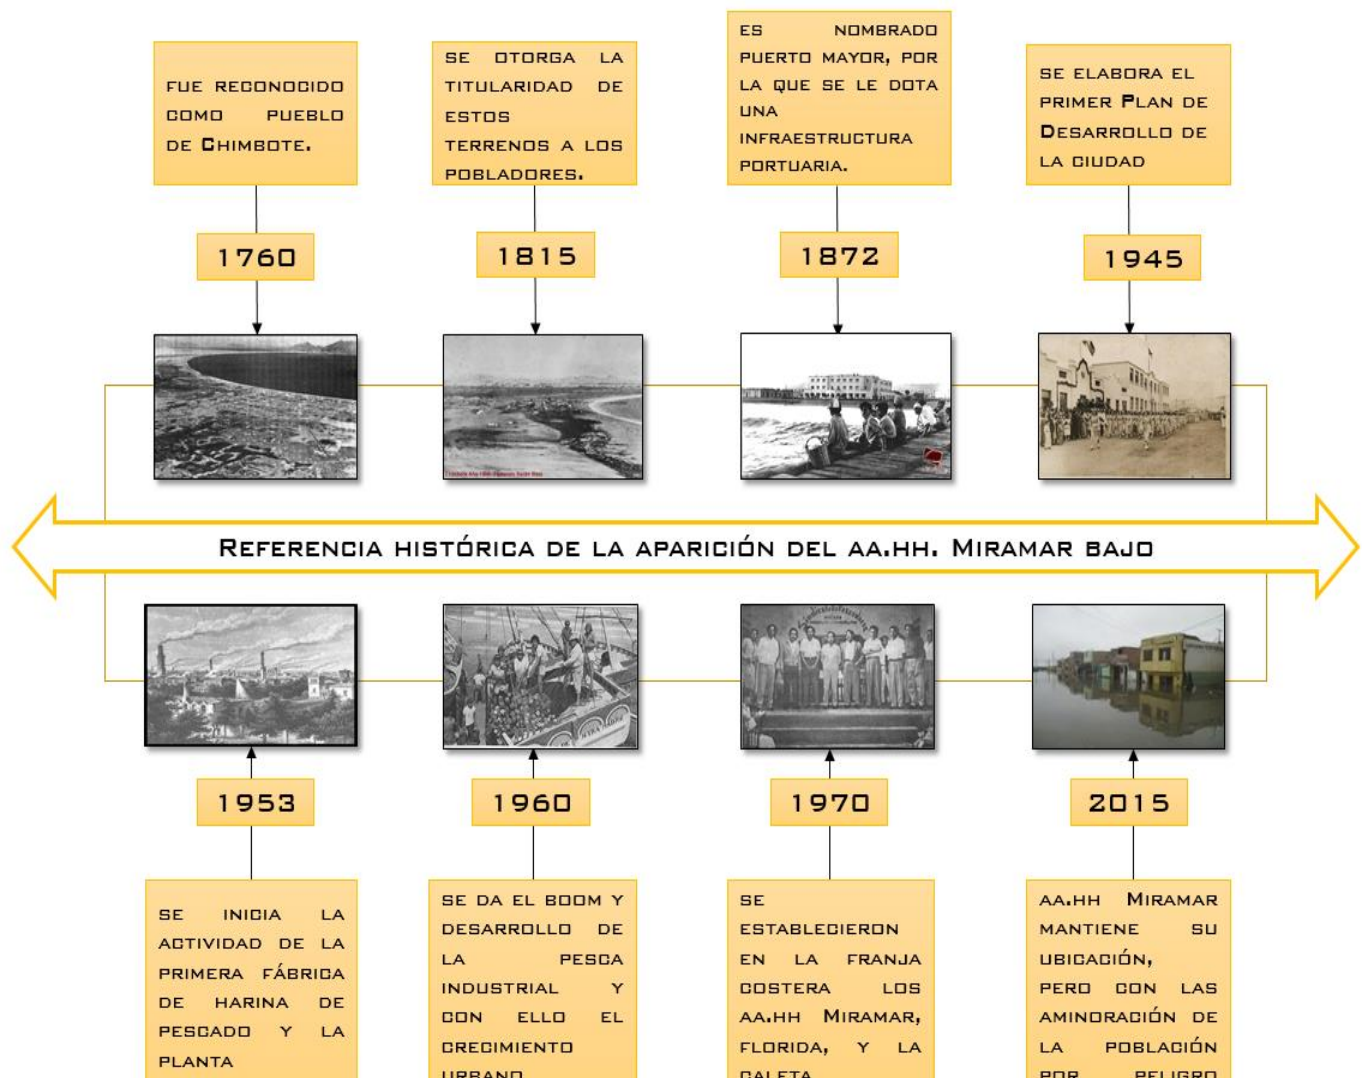 FUE RECONOCIDO
COMO PUEBLO
DE CHIMBOTE.
SE OTORGA LA
TITULARIDAD DE
ESTOS
TERRENOS A LOS
POBLADORES.
ES NOMBRADO
PUERTO MAYOR, POR
LA QUE SE LE DOTA
UNA
INFRAESTRUCTURA
PORTUARIA.
SE ELABORA EL
PRIMER PLAN DE
DESARROLLO DE
LA CIUDAD
1760
1815
1872
1945
REFERENCIA HISTÓRICA DE LA APARICIÓN DEL AA.HH. MIRAMAR BAJO
1953
1960
1970
2015
SE INICIA LA
ACTIVIDAD DE LA
PRIMERA FÁBRICA
DE HARINA DE
PESCADO Y LA
PLANTA
SE DA EL BOOM Y
DESARROLLO DE
LA PESCA
INDUSTRIAL Y
CON ELLO EL
CRECIMIENTO
URBANO
SE
ESTABLECIERON
EN LA FRANJA
COSTERA LOS
AA.HH MIRAMAR,
FLORIDA, Y LA
CALETA
AA.HH MIRAMAR
MANTIENE SU
UBICACIÓN,
PERO CON LAS
AMINORACIÓN DE
LA POBLACIÓN
POR PELIGRO